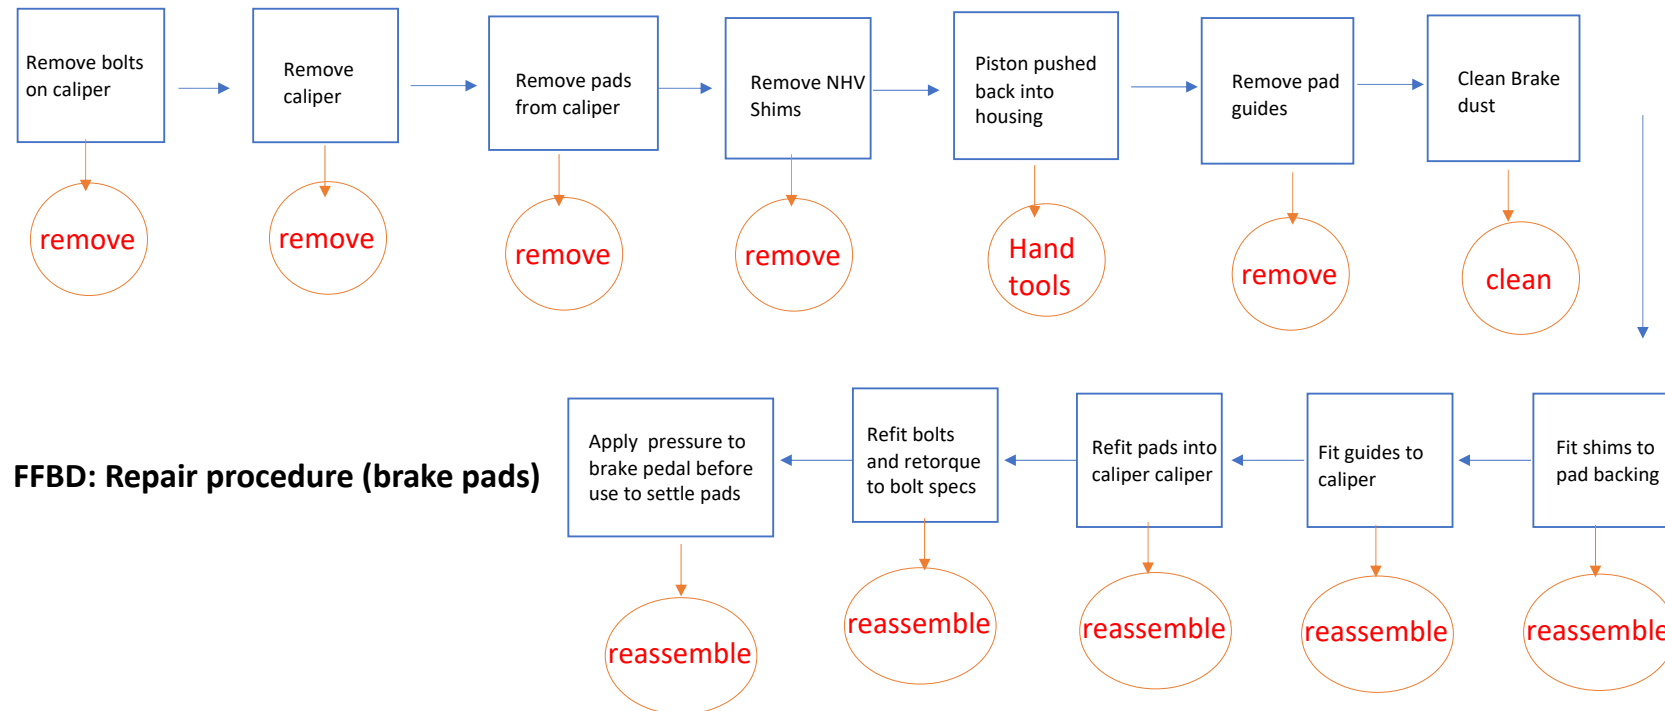 Remove bolts
on caliper
Remove
caliper
Remove pads
from caliper
Remove NHV
Shims
Piston pushed
back into
housing
Remove pad
guides
Clean Brake
dust
remove
remove
remove
remove
Hand
tools
remove
clean
FFBD: Repair procedure (brake pads)
Apply pressure to
brake pedal before
use to settle pads
Refit bolts
and retorque
to bolt specs
Refit pads into
caliper caliper
Fit guides to
caliper
Fit shims to
pad backing
reassemble
reassemble
reassemble
reassemble
reassemble